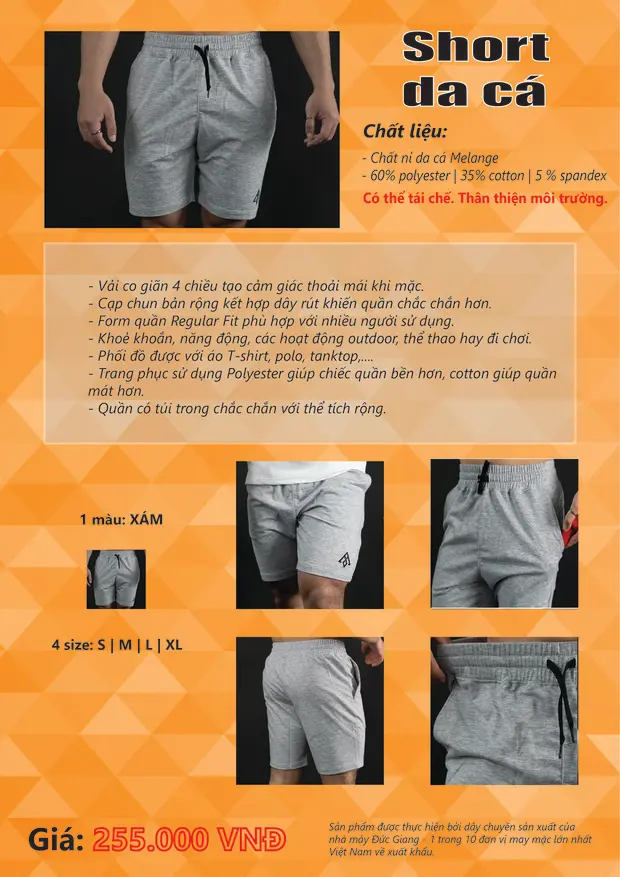 Short
da cá
Chất liệu:
- Chất nỉ da cá Melange
- 60% polyester | 35% cotton | 5 % spandex
Có thể tái chế. Thân thiện môi trường.
- Vải co giãn 4 chiều tạo cảm giác thoải mái khi mặc.
- Cạp chun bản rộng kết hợp dây rút khiến quần chắc chắn hơn.
- Form quần Regular Fit phù hợp với nhiều người sử dụng.
- Khoẻ khoắn, năng động, các hoạt động outdoor, thể thao hay đi chơi.
- Phối đồ được với áo T-shirt, polo, tanktop,....
- Trang phục sử dụng Polyester giúp chiếc quần bền hơn, cotton giúp quần
mát hơn.
- Quần có túi trong chắc chắn với thể tích rộng.
1 màu: XÁM
4 size: S | M | L | XL
Giá: 255.000 VNĐ
Sản phẩm được thực hiện bởi dây chuyền sản xuất của
nhà máy Đức Giang - 1 trong 10 đơn vị may mặc lớn nhất
Việt Nam về xuất khẩu.